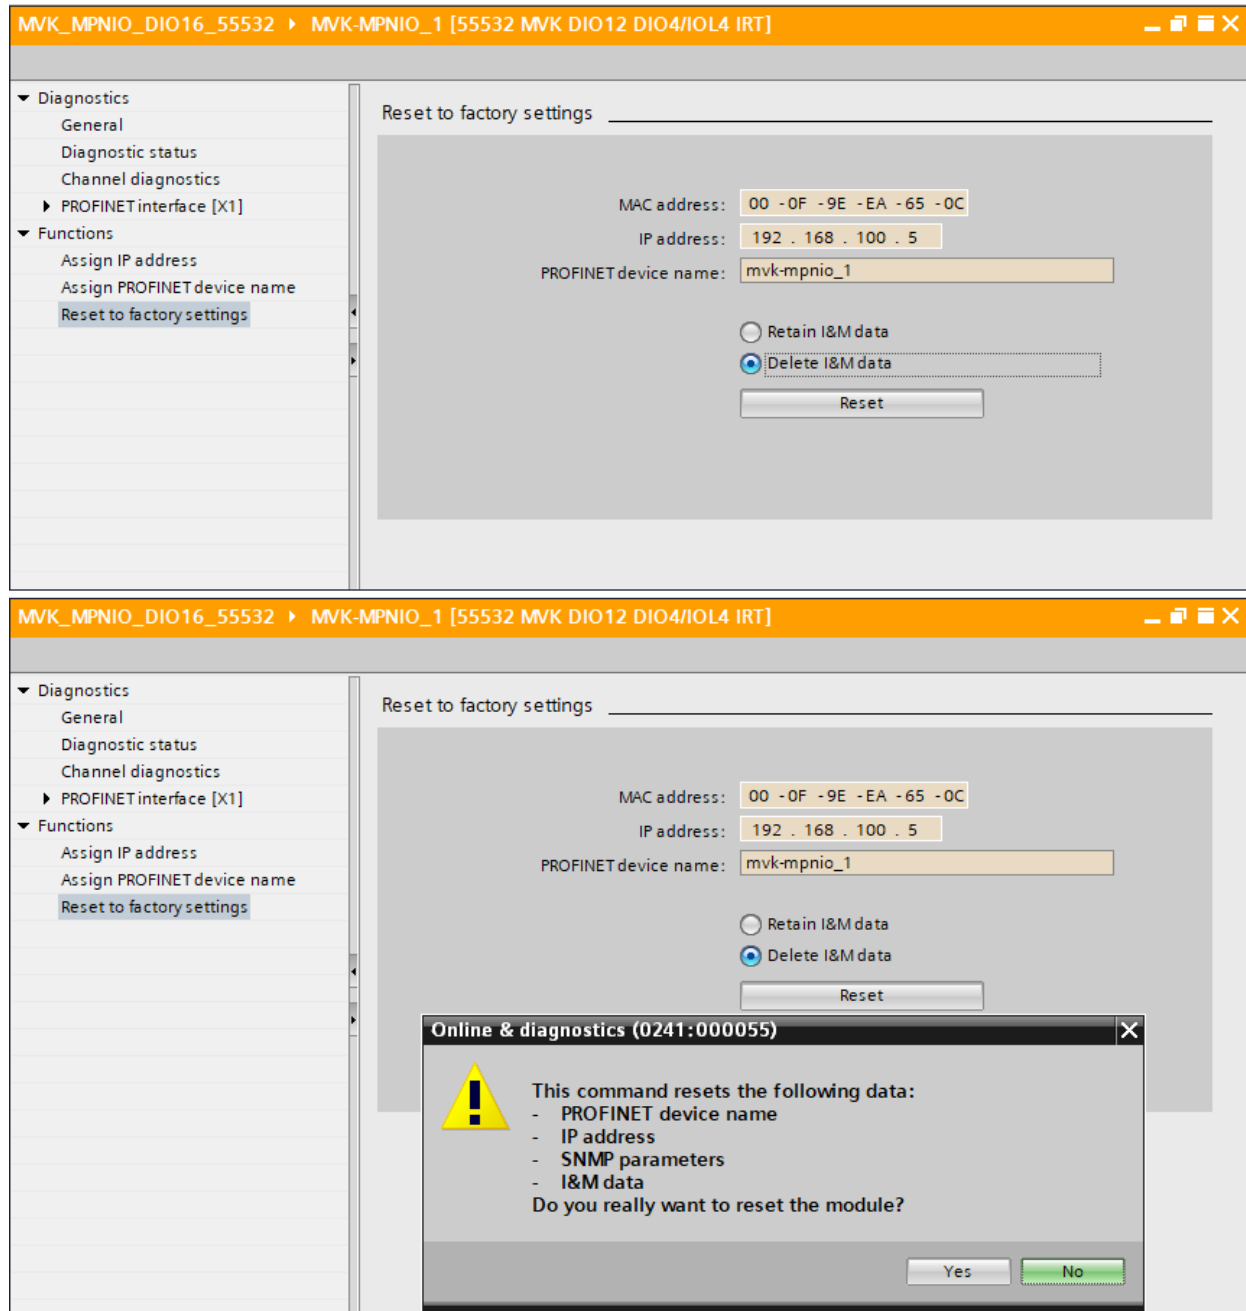 MVK_MPNIO_DIO16_55532 ▸ MVK-MPNIO_1 [55532 MVK DIO12 DIO4/IOL4 IRT]
Diagnostics
General
Diagnostic status
Channel diagnostics
PROFINET interface [X1]
Functions
Assign IP address
Assign PROFINET device name
Reset to factory settings
Reset to factory settings
MAC address: 00 -0F -9E -EA -65 -0C
IP address: 192 . 168 . 100 . 5
PROFINET device name: mvk-mpnio_1
Retain I&M data
Delete I&M data
Reset
MVK_MPNIO_DIO16_55532 ▸ MVK-MPNIO_1 [55532 MVK DIO12 DIO4/IOL4 IRT]
Diagnostics
General
Diagnostic status
Channel diagnostics
PROFINET interface [X1]
Functions
Assign IP address
Assign PROFINET device name
Reset to factory settings
Reset to factory settings
MAC address: 00 -0F -9E -EA -65 -0C
IP address: 192 . 168 . 100 . 5
PROFINET device name: mvk-mpnio_1
Retain I&M data
Delete I&M data
Reset
Online & diagnostics (0241:000055)
This command resets the following data:
- PROFINET device name
- IP address
- SNMP parameters
- I&M data
Do you really want to reset the module?
Yes No